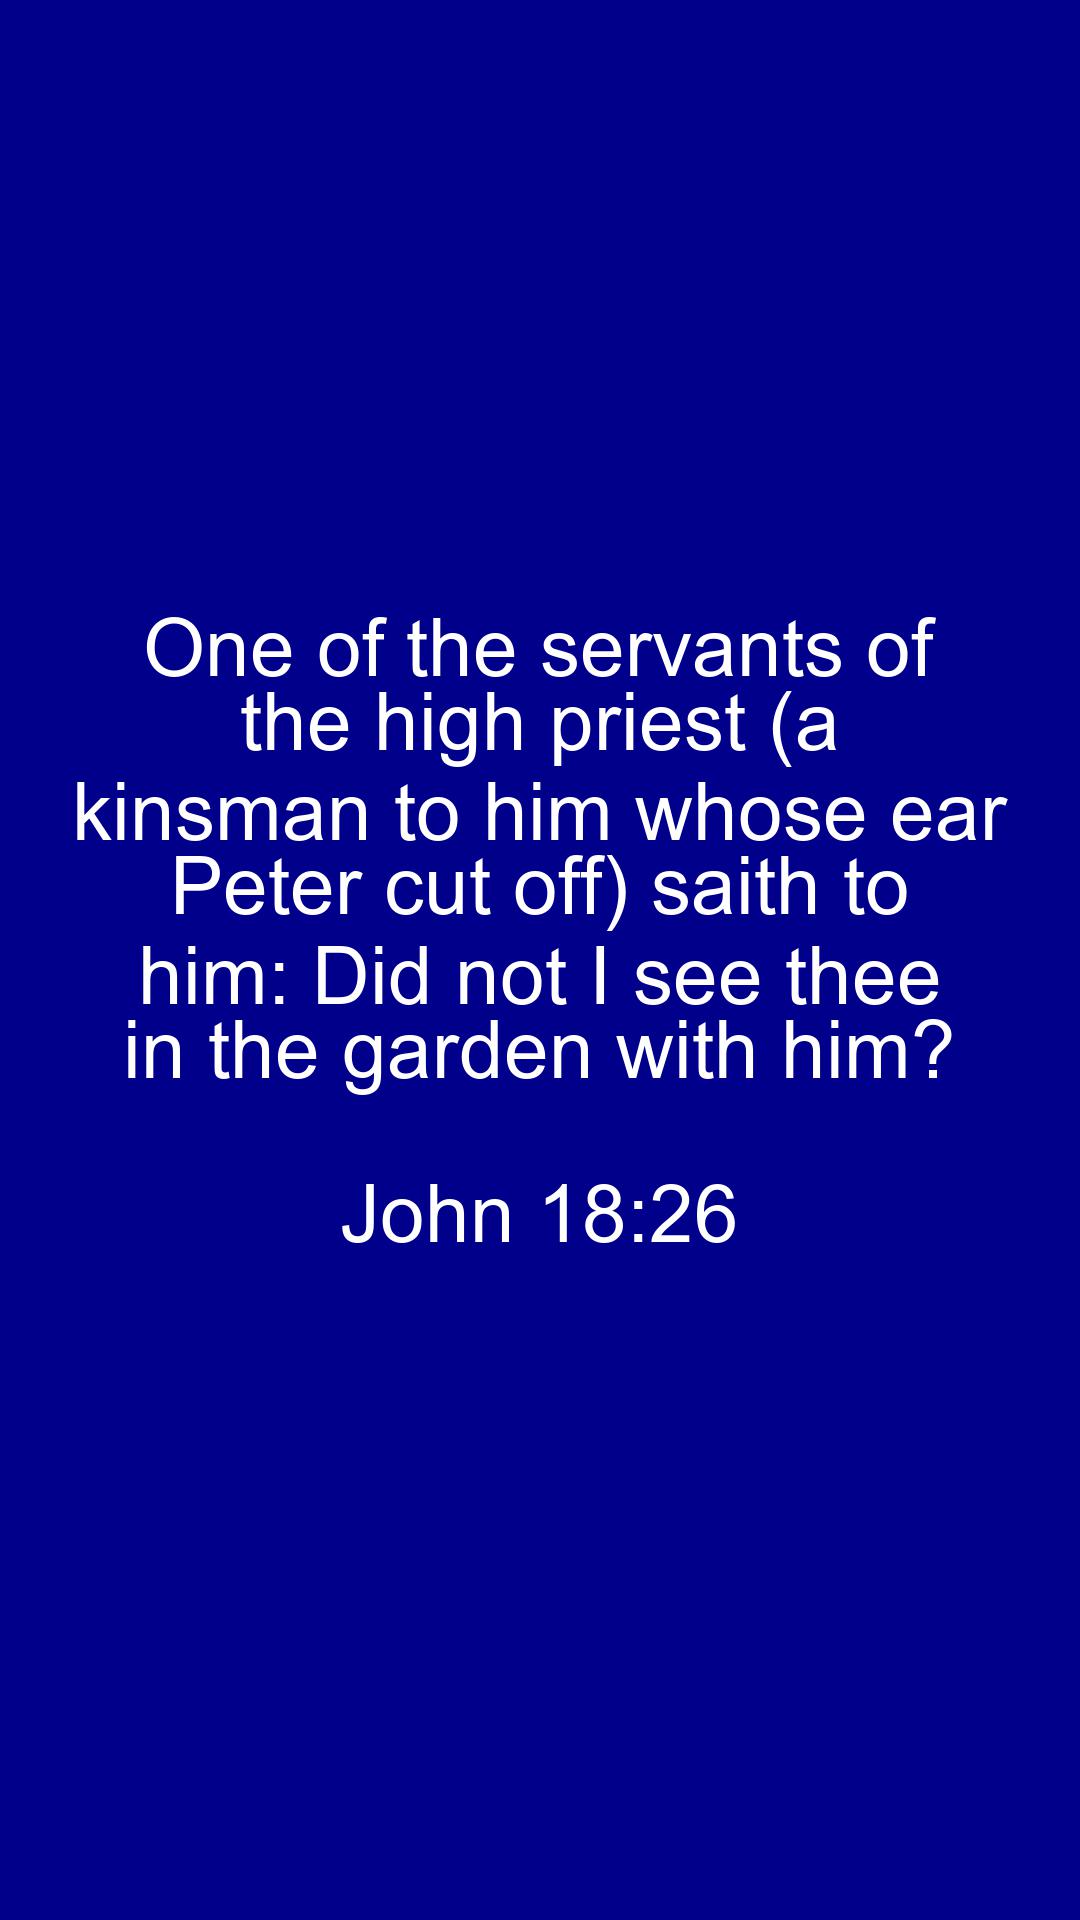 One of the servants of
the high priest (a
kinsman to him whose ear
Peter cut off) saith to
him: Did not I see thee
in the garden with him?
John 18:26